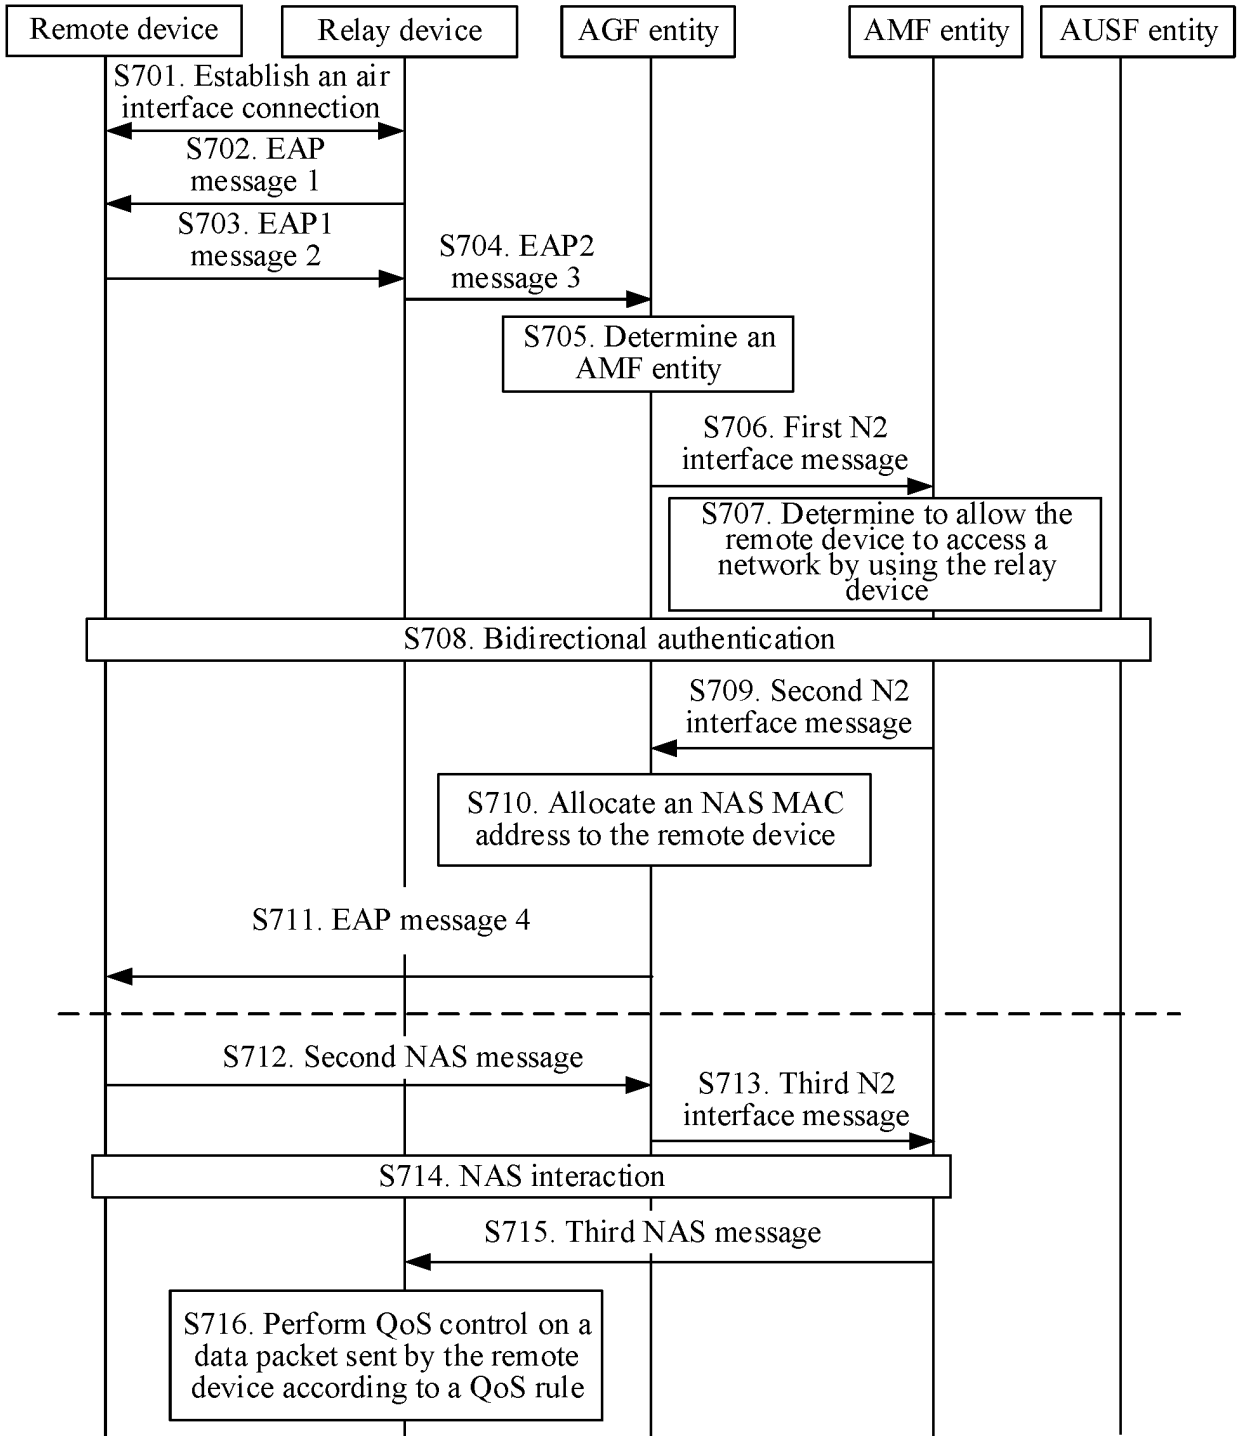 Remote device
Relay device
AGF entity
AMF entity
AUSF entity
S701. Establish an air
interface connection
S702. EAP
message 1
S703. EAP1
message 2
S704. EAP2
message 3
S705. Determine an
AMF entity
S706. First N2
interface message
S707. Determine to allow the
remote device to access a
network by using the relay
device
S708. Bidirectional authentication
S709. Second N2
interface message
S710. Allocate an NAS MAC
address to the remote device
S711. EAP message 4
S712. Second NAS message
S713. Third N2
interface message
S714. NAS interaction
S715. Third NAS message
S716. Perform QoS control on a
data packet sent by the remote
device according to a QoS rule